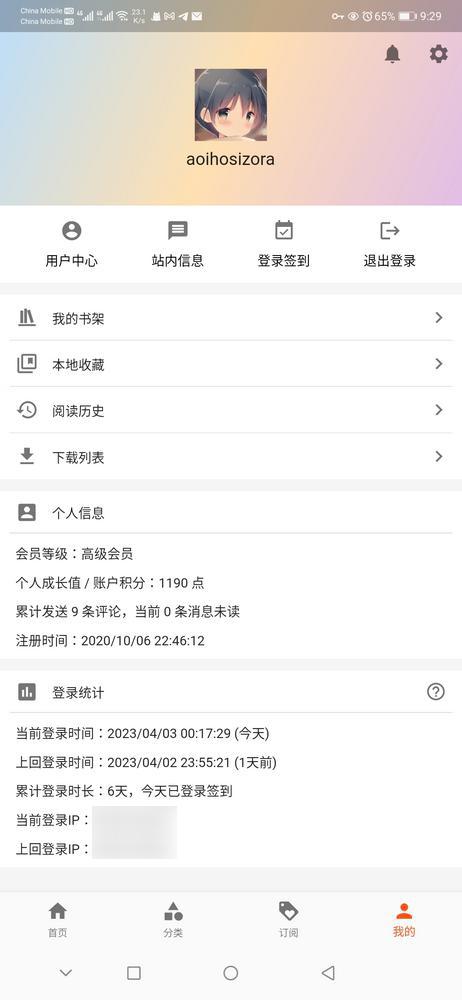 China Mobile HD
China Mobile HD
23.1
K/s
65%
9:29
aoihosizora
用户中心 站内信息 登录签到 退出登录
我的书架
本地收藏
阅读历史
下载列表
个人信息
会员等级：高级会员
个人成长值 / 账户积分：1190 点
累计发送 9 条评论，当前 0 条消息未读
注册时间：2020/10/06 22:46:12
登录统计
当前登录时间：2023/04/03 00:17:29 (今天)
上回登录时间：2023/04/02 23:55:21 (1天前)
累计登录时长：6天，今天已登录签到
当前登录IP：
上回登录IP：
首页 分类 订阅 我的